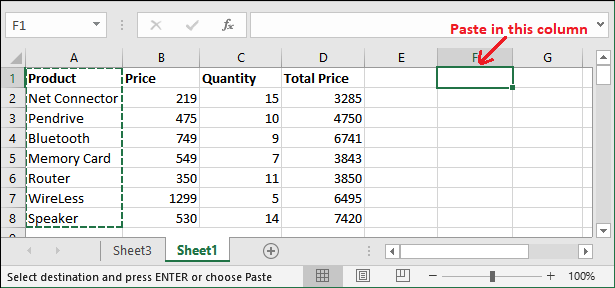 F1
Paste in this column
A B C D E F G
1 Product Price Quantity Total Price
2 Net Connector 219 15 3285
3 Pendrive 475 10 4750
4 Bluetooth 749 9 6741
5 Memory Card 549 7 3843
6 Router 350 11 3850
7 WireLess 1299 5 6495
8 Speaker 530 14 7420
Sheet3 Sheet1
Select destination and press ENTER or choose Paste 100%